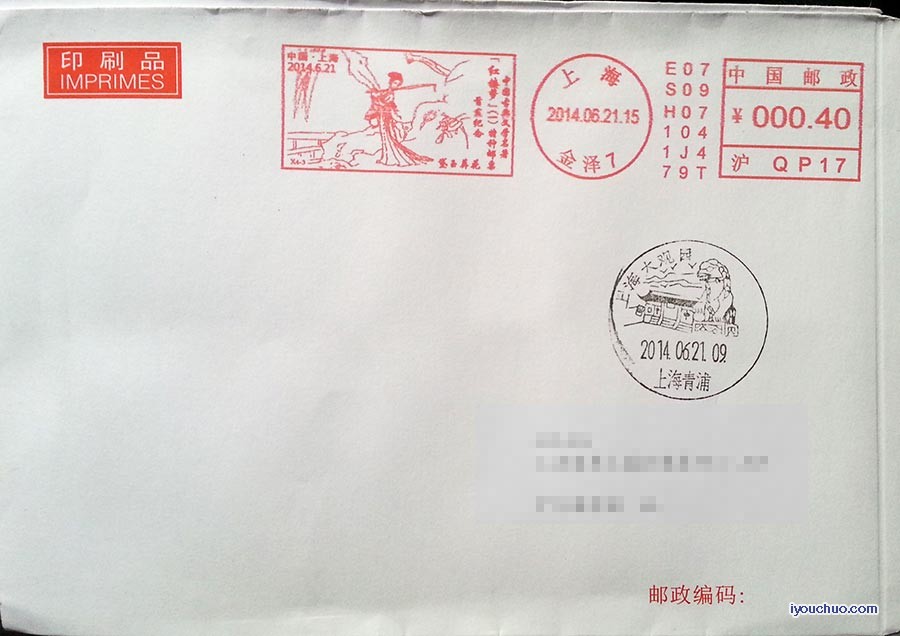 印刷品
IMPRIMES
中国·上海
2014.6.21
中国古典文学名著
「红楼梦」(一)特种邮票
首发纪念
黛玉葬花
X4-3
上海
2014.06.21.15
金泽7
E07
S09
H07
104
1J4
79T
中国邮政
¥ 000.40
沪 QP17
上海大观园
2014.06.21.09
上海青浦
邮政编码:
iyouchuo.com